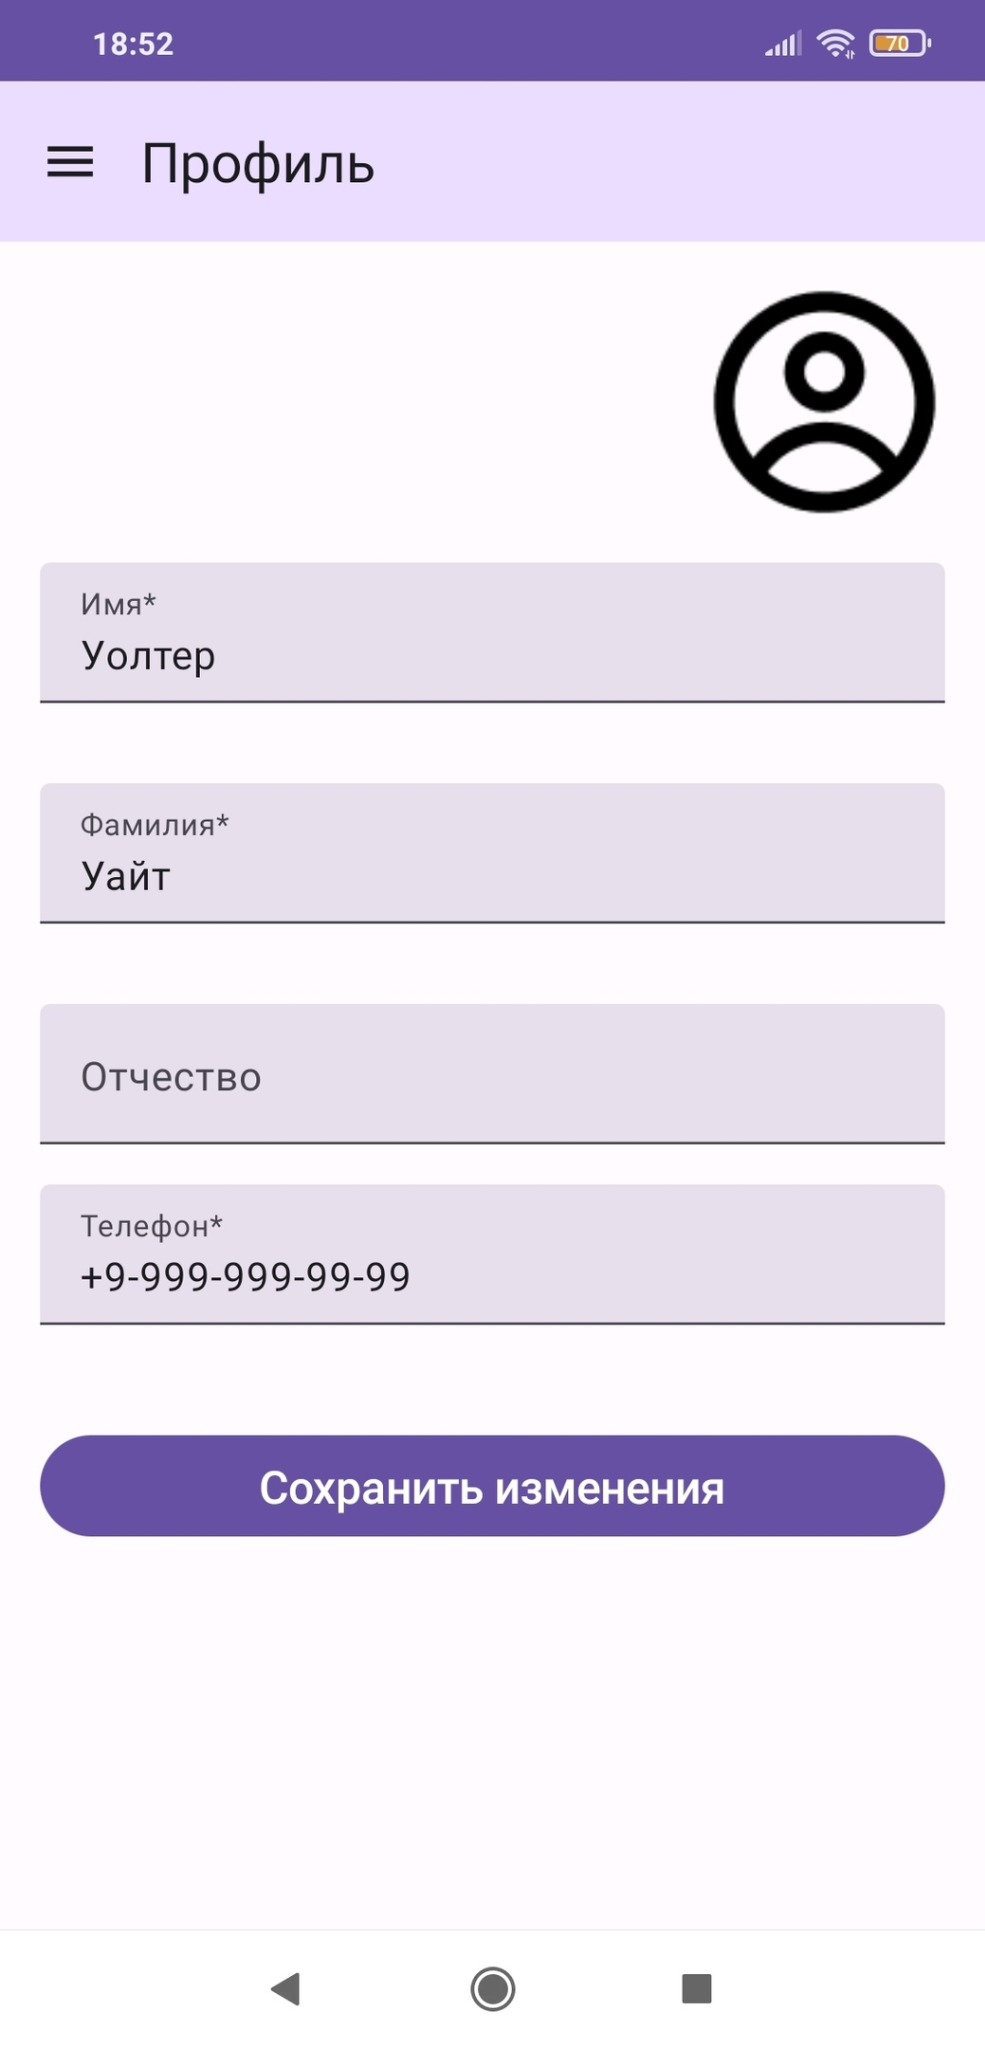 18:52
70
Профиль
Имя*
Уолтер
Фамилия*
Уайт
Отчество
Телефон*
+9-999-999-99-99
Сохранить изменения